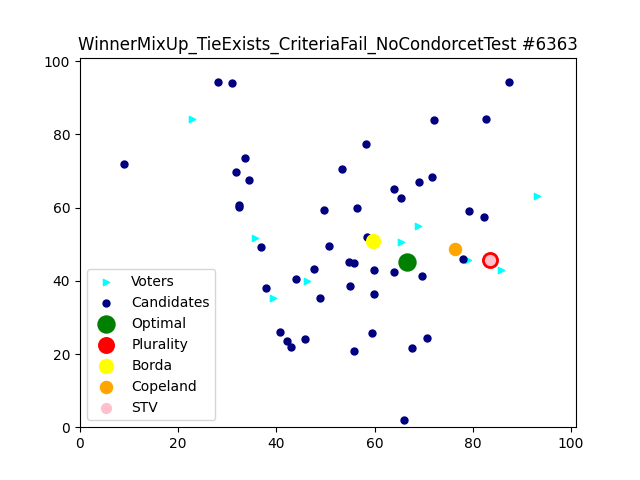 WinnerMixUp_TieExists_CriteriaFail_NoCondorcetTest #6363
100
80
60
40
20
0
Voters
Candidates
Optimal
Plurality
Borda
Copeland
STV
0 20 40 60 80 100